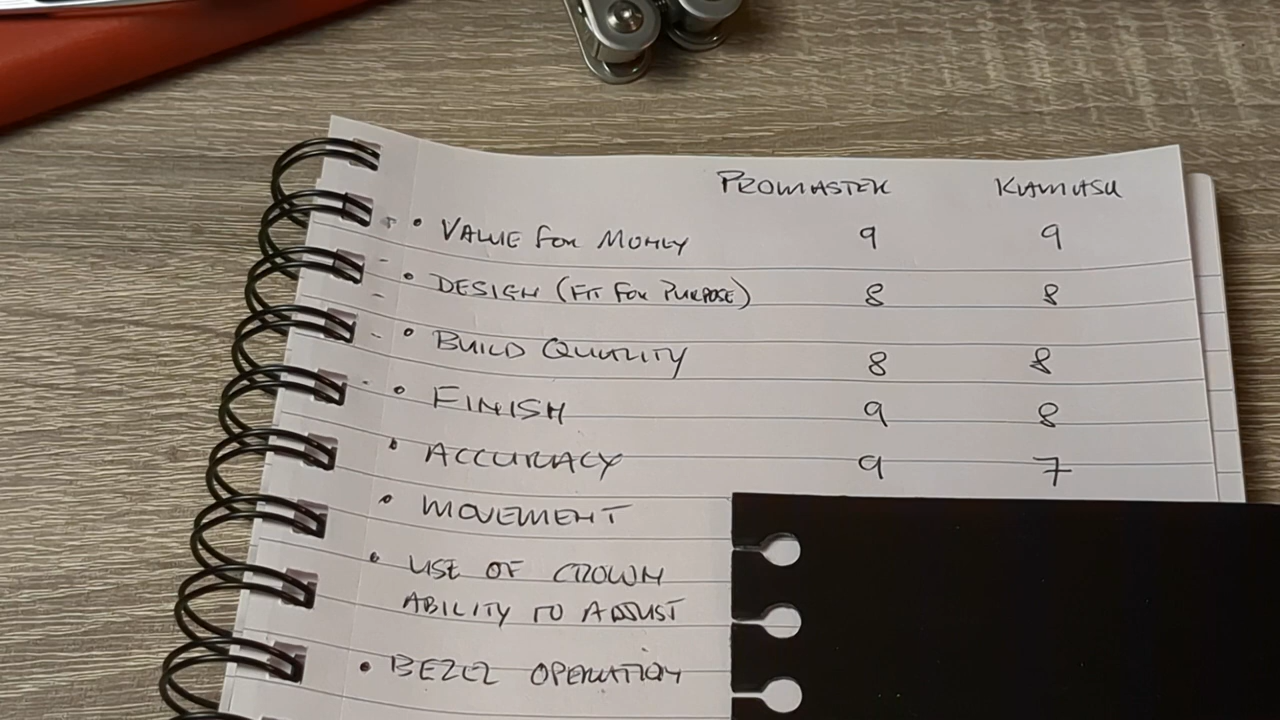 PROMASTER KAMASU
• VALUE FOR MONEY 9 9
• DESIGN (FIT FOR PURPOSE) 8 8
• BUILD QUALITY 8 8
• FINISH 9 8
• ACCURACY 9 7
• MOVEMENT
• USE OF CROWN
ABILITY TO ADJUST
• BEZEL OPERATION